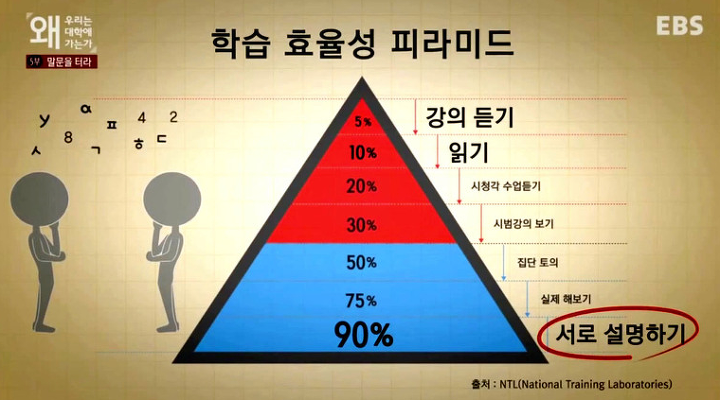 왜
우리는
대학에
가는가
5부 말문을 터라
EBS
학습 효율성 피라미드
y a ㅍ 4 2
ㅅ 8 ㄱ ㅎ ㄷ
5% 강의 듣기
10% 읽기
20% 시청각 수업듣기
30% 시범강의 보기
50% 집단 토의
75% 실제 해보기
90% 서로 설명하기
출처 : NTL(National Training Laboratories)